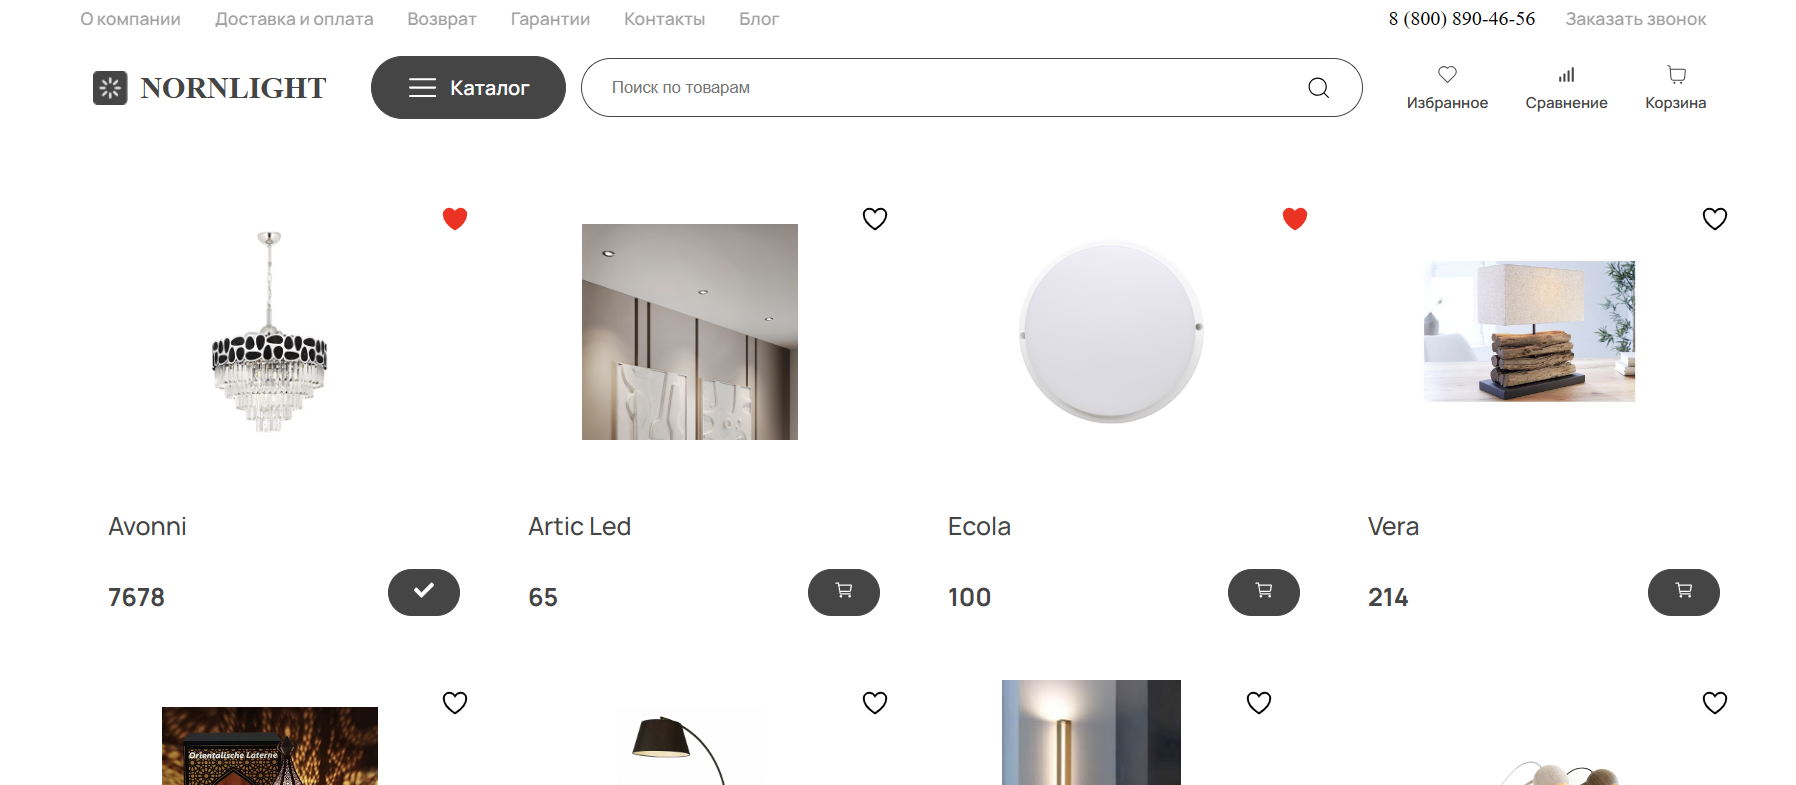 О компании Доставка и оплата Возврат Гарантии Контакты Блог 8 (800) 890-46-56 Заказать звонок
NORNLIGHT Каталог Поиск по товарам Избранное Сравнение Корзина
Avonni Artic Led Ecola Vera
7678 65 100 214
Orientalische Laterne